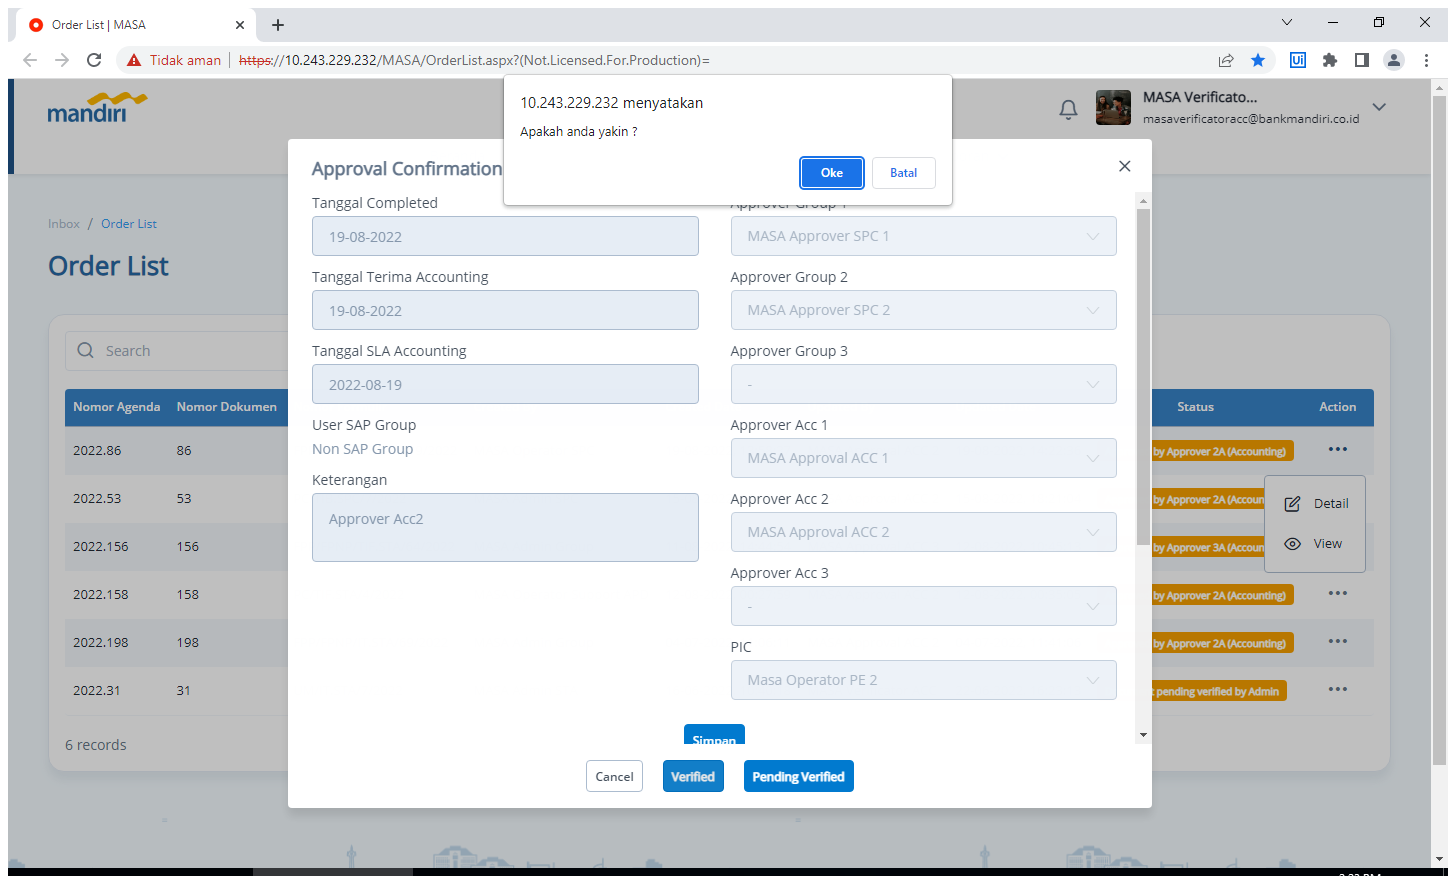 Order List | MASA
Tidak aman
https://10.243.229.232/MASA/OrderList.aspx?(Not.Licensed.For.Production)=
mandiri
MASA Verificato...
masaverificatoracc@bankmandiri.co.id
10.243.229.232 menyatakan
Apakah anda yakin ?
Oke
Batal
Inbox / Order List
Order List
Search
Nomor Agenda
Nomor Dokumen
Status
Action
2022.86
86
by Approver 2A (Accounting)
2022.53
53
by Approver 2A (Accoun
2022.156
156
by Approver 3A (Accoun
2022.158
158
by Approver 2A (Accounting)
2022.198
198
by Approver 2A (Accounting)
2022.31
31
pending verified by Admin
6 records
Detail
View
Approval Confirmation
Tanggal Completed
19-08-2022
Tanggal Terima Accounting
19-08-2022
Tanggal SLA Accounting
2022-08-19
User SAP Group
Non SAP Group
Keterangan
Approver Acc2
Approver Group 1
MASA Approver SPC 1
Approver Group 2
MASA Approver SPC 2
Approver Group 3
-
Approver Acc 1
MASA Approval ACC 1
Approver Acc 2
MASA Approval ACC 2
Approver Acc 3
-
PIC
Masa Operator PE 2
Simpan
Cancel
Verified
Pending Verified